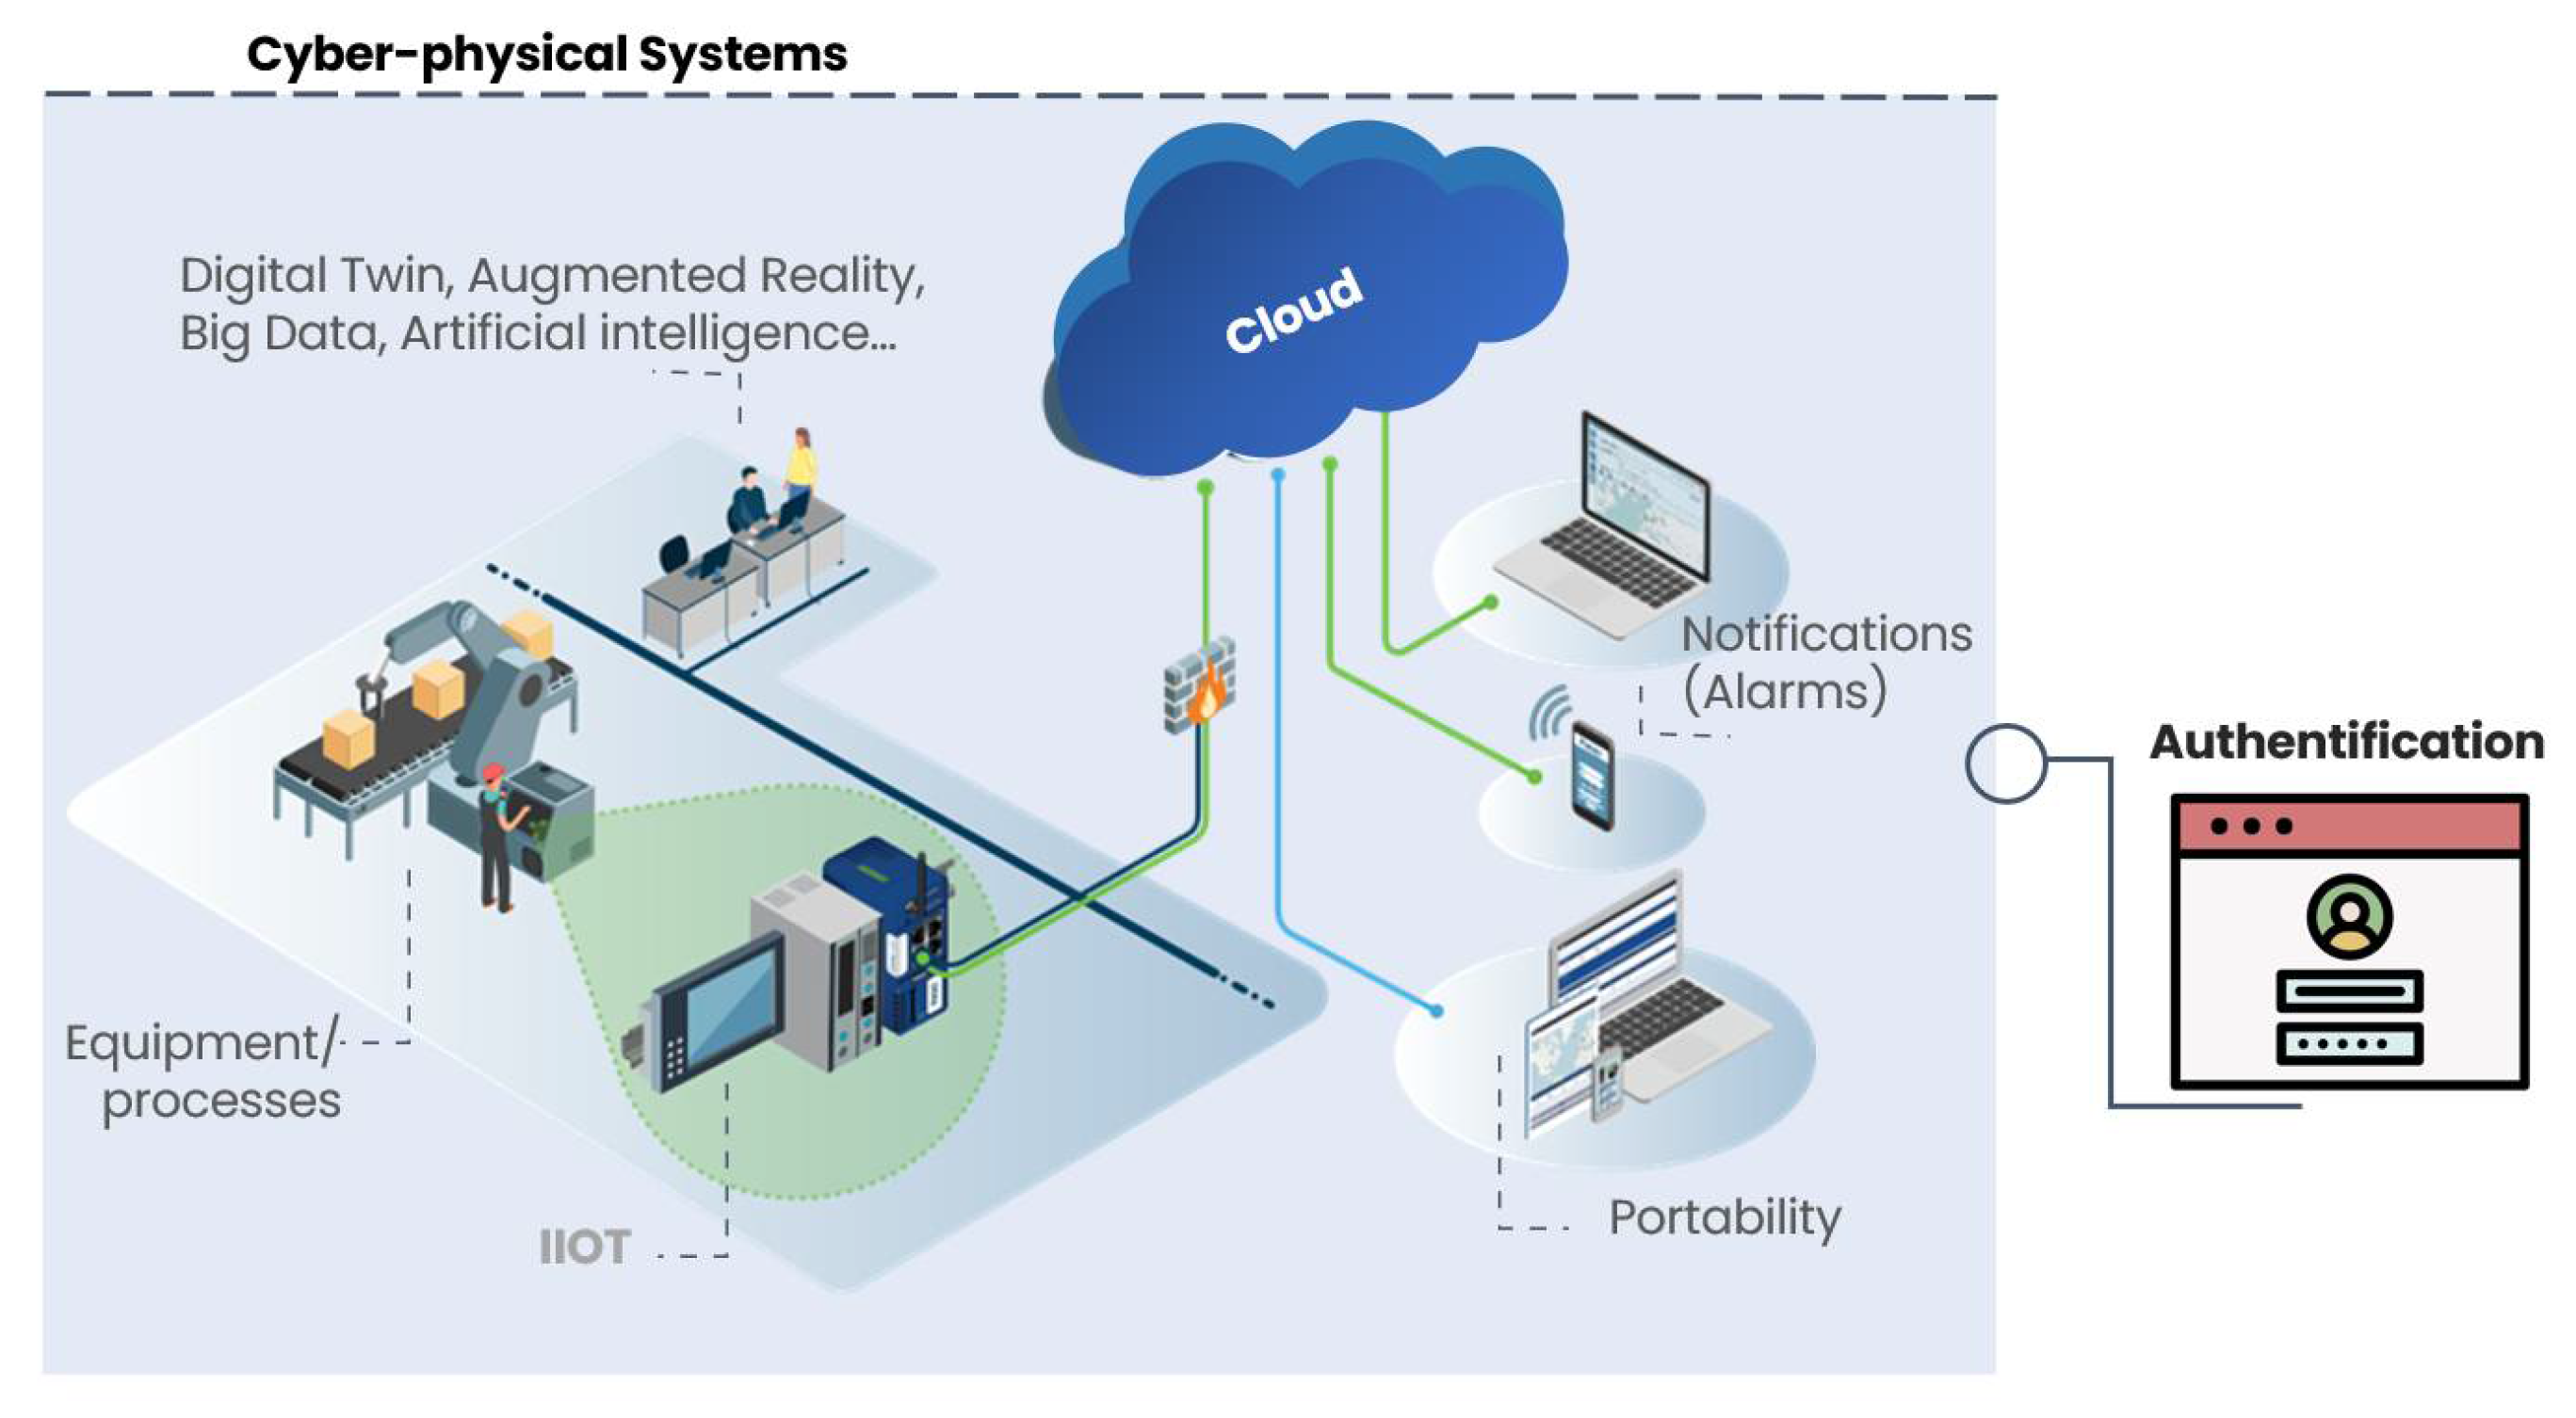 Cyber-physical Systems
Digital Twin, Augmented Reality,
Big Data, Artificial intelligence...
Cloud
Notifications
(Alarms)
Authentification
Equipment/
processes
IIOT
Portability